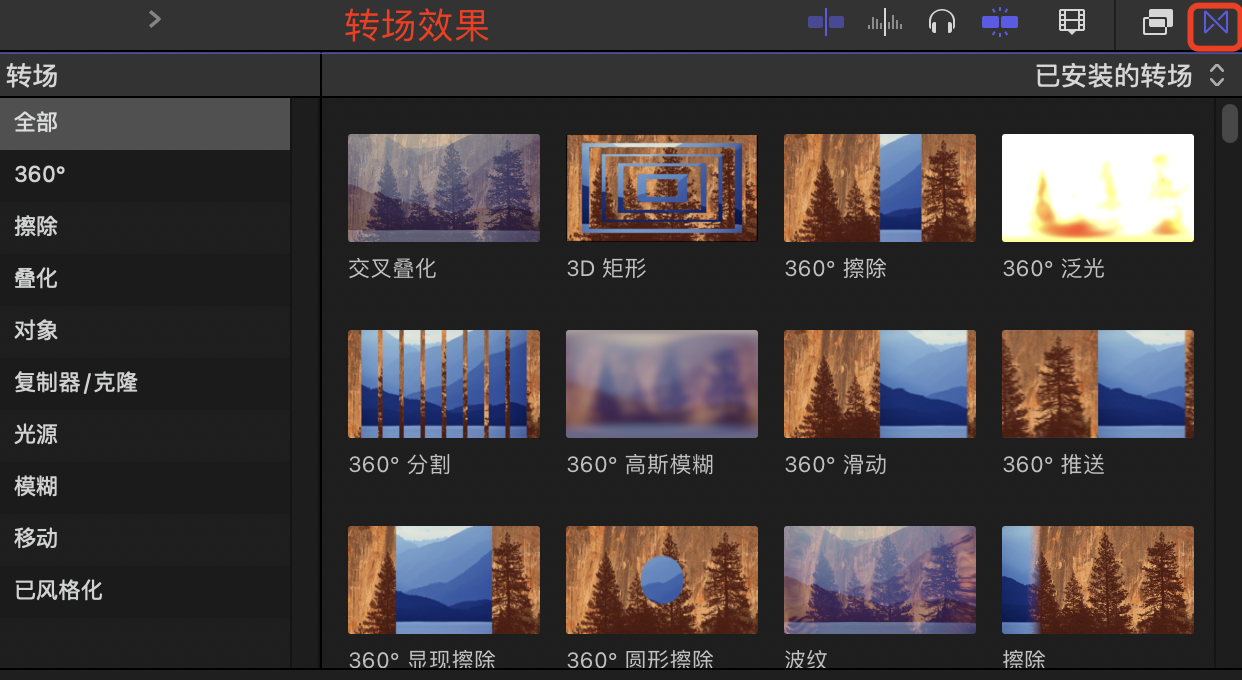 转场效果
转场
已安装的转场
全部
360°
擦除
叠化
对象
复制器/克隆
光源
模糊
移动
已风格化
交叉叠化
3D 矩形
360° 擦除
360° 泛光
360° 分割
360° 高斯模糊
360° 滑动
360° 推送
360° 显现擦除
360° 圆形擦除
波纹
擦除